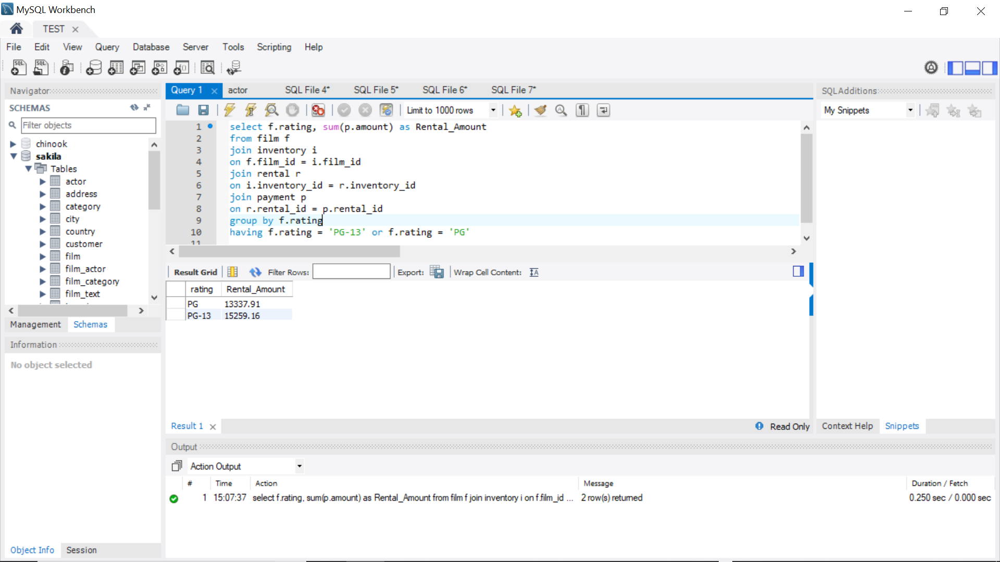 MySQL Workbench
TEST
File Edit View Query Database Server Tools Scripting Help
SQL SQL
Navigator
SCHEMAS
Filter objects
chinook
sakila
Tables
actor
address
category
city
country
customer
film
film_actor
film_category
film_text
Management Schemas
Information
No object selected
Object Info Session
Query 1 actor SQL File 4* SQL File 5* SQL File 6* SQL File 7*
Limit to 1000 rows
1 select f.rating, sum(p.amount) as Rental_Amount
2 from film f
3 join inventory i
4 on f.film_id = i.film_id
5 join rental r
6 on i.inventory_id = r.inventory_id
7 join payment p
8 on r.rental_id = p.rental_id
9 group by f.rating
10 having f.rating = 'PG-13' or f.rating = 'PG'
11
Result Grid Filter Rows: Export: Wrap Cell Content:
rating Rental_Amount
PG 13337.91
PG-13 15259.16
Result 1 Read Only
SQLAdditions
My Snippets
Context Help Snippets
Output
Action Output
# Time Action Message Duration / Fetch
1 15:07:37 select f.rating, sum(p.amount) as Rental_Amount from film f join inventory i on f.film_id ... 2 row(s) returned 0.250 sec / 0.000 sec